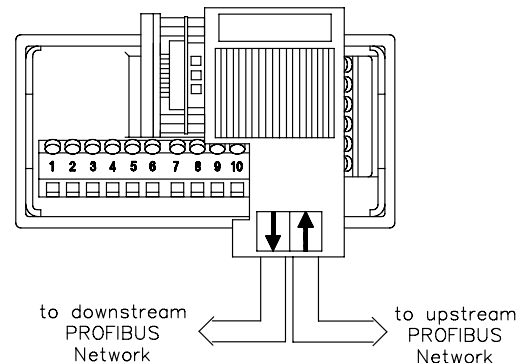 1 2 3 4 5 6 7 8 9 10
to downstream
PROFIBUS
Network
to upstream
PROFIBUS
Network